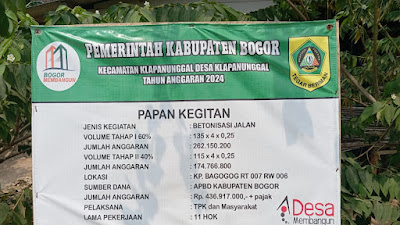 PEMERINTAH KABUPATEN BOGOR
KECAMATAN KLAPANUNGGAL DESA KLAPANUNGGAL
TAHUN ANGGARAN 2024
BOGOR
MEMBANGUN
TEGAR BERIMAN
PAPAN KEGITAN
JENIS KEGIATAN : BETONISASI JALAN
VOLUME TAHAP I 60% : 135 x 4 x 0,25
JUMLAH ANGGARAN : 262.150.200
VOLUME TAHAP II 40% : 115 x 4 x 0,25
JUMLAH ANGGARAN : 174.766.800
LOKASI : KP. BAGOGOG RT 007 RW 006
SUMBER DANA : APBD KABUPATEN BOGOR
JUMLAH ANGGARAN : Rp. 436.917.000,- + pajak
PELAKSANA : TPK dan Masyarakat
LAMA PEKERJAAN : 11 HOK
Desa
Membangun